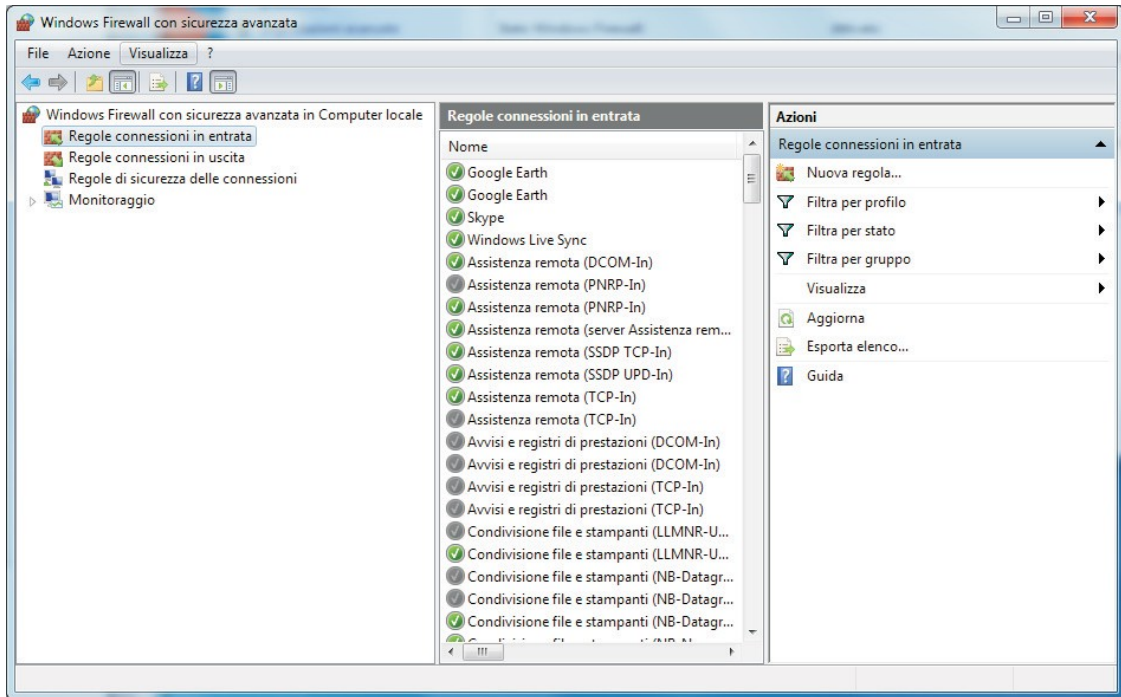 Windows Firewall con sicurezza avanzata
File Azione Visualizza ?
Windows Firewall con sicurezza avanzata in Computer locale
Regole connessioni in entrata
Regole connessioni in uscita
Regole di sicurezza delle connessioni
Monitoraggio
Regole connessioni in entrata
Nome
Google Earth
Google Earth
Skype
Windows Live Sync
Assistenza remota (DCOM-In)
Assistenza remota (PNRP-In)
Assistenza remota (PNRP-In)
Assistenza remota (server Assistenza rem...
Assistenza remota (SSDP TCP-In)
Assistenza remota (SSDP UPD-In)
Assistenza remota (TCP-In)
Assistenza remota (TCP-In)
Avvisi e registri di prestazioni (DCOM-In)
Avvisi e registri di prestazioni (DCOM-In)
Avvisi e registri di prestazioni (TCP-In)
Avvisi e registri di prestazioni (TCP-In)
Condivisione file e stampanti (LLMNR-U...
Condivisione file e stampanti (LLMNR-U...
Condivisione file e stampanti (NB-Datagr...
Condivisione file e stampanti (NB-Datagr...
Condivisione file e stampanti (NB-Datagr...
Azioni
Regole connessioni in entrata
Nuova regola...
Filtra per profilo
Filtra per stato
Filtra per gruppo
Visualizza
Aggiorna
Esporta elenco...
Guida